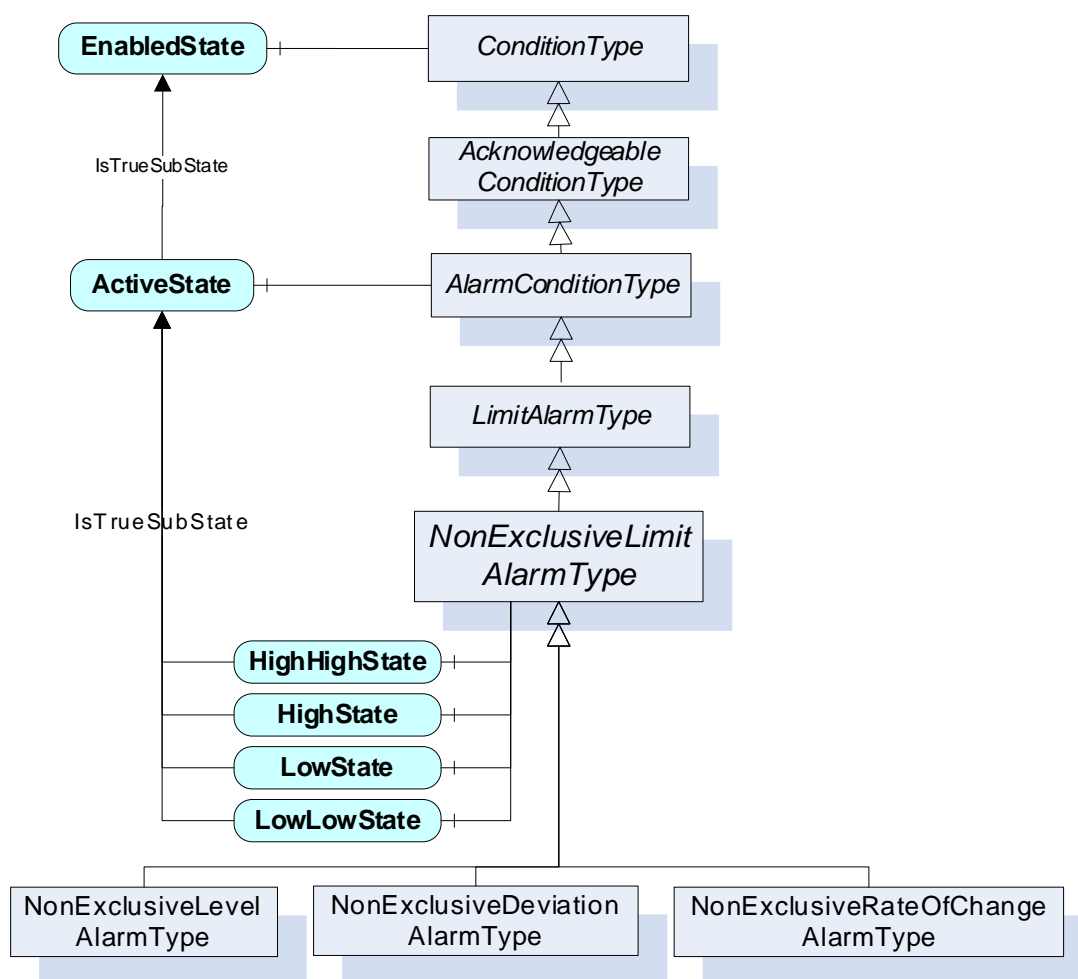 EnabledState
ConditionType
IsTrueSubState
Acknowledgeable
ConditionType
ActiveState
AlarmConditionType
LimitAlarmType
IsTrueSubState
NonExclusiveLimit
AlarmType
HighHighState
HighState
LowState
LowLowState
NonExclusiveLevel
AlarmType
NonExclusiveDeviation
AlarmType
NonExclusiveRateOfChange
AlarmType